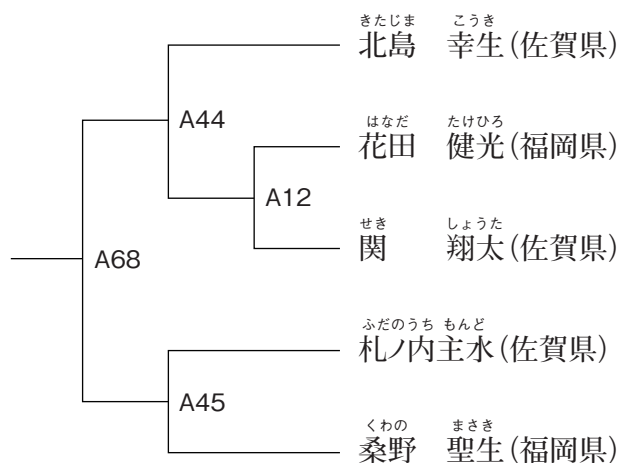 きたじま こうき
北島 幸生(佐賀県)
A44
はなだ たけひろ
花田 健光(福岡県)
A12
せき しょうた
関 翔太(佐賀県)
A68
ふだのうち もんど
札ノ内主水(佐賀県)
A45
くわの まさき
桑野 聖生(福岡県)